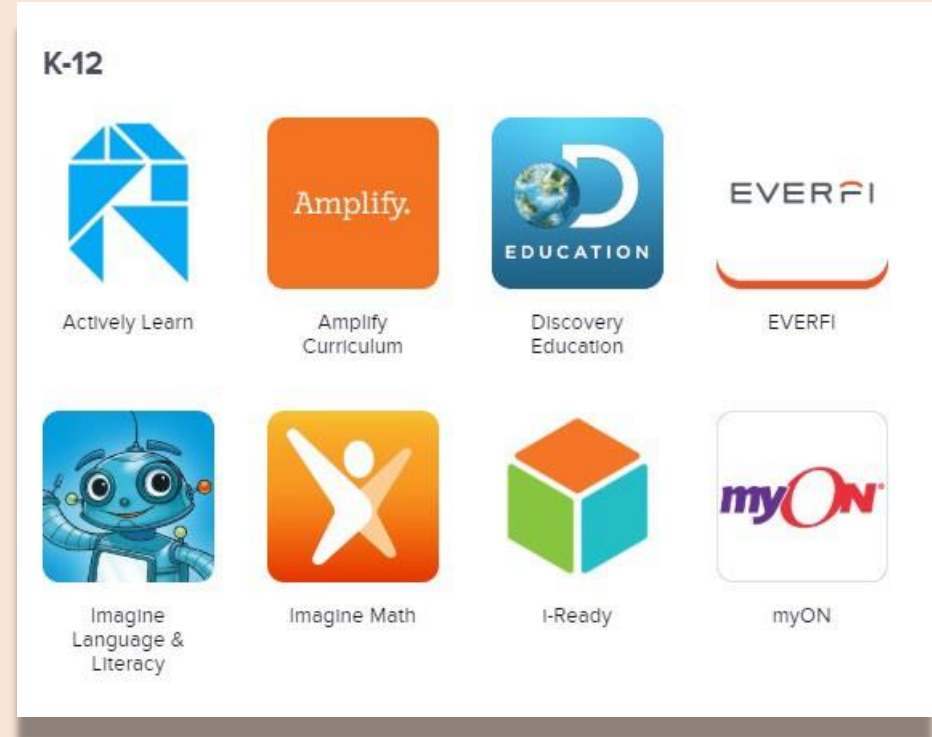 K-12
Amplify.
EDUCATION
EVERFI
Actively Learn
Amplify
Curriculum
Discovery
Education
EVERFI
myON
Imagine
Language &
Literacy
Imagine Math
i-Ready
myON